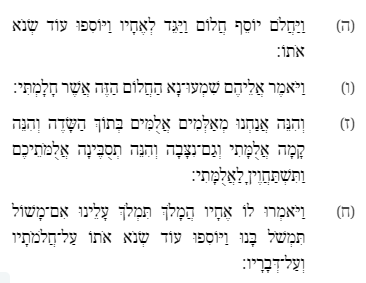 (ה) וַיַּחֲלֹם יוֹסֵף חֲלוֹם וַיַּגֵּד לְאֶחָיו וַיּוֹסִפוּ עוֹד שְׂנֹא
אֹתוֹ:
(ו) וַיֹּאמֶר אֲלֵיהֶם שִׁמְעוּ־נָא הַחֲלוֹם הַזֶּה אֲשֶׁר חָלָמְתִּי:
(ז) וְהִנֵּה אֲנַחְנוּ מְאַלְּמִים אֲלֻמִּים בְּתוֹךְ הַשָּׂדֶה וְהִנֵּה
קָמָה אֲלֻמָּתִי וְגַם־נִצָּבָה וְהִנֵּה תְסֻבֶּינָה אֲלֻמֹּתֵיכֶם
וַתִּשְׁתַּחֲוֶיןָ לַאֲלֻמָּתִי:
(ח) וַיֹּאמְרוּ לוֹ אֶחָיו הֲמָלֹךְ תִּמְלֹךְ עָלֵינוּ אִם־מָשׁוֹל
תִּמְשֹׁל בָּנוּ וַיּוֹסִפוּ עוֹד שְׂנֹא אֹתוֹ עַל־חֲלֹמֹתָיו
וְעַל־דְּבָרָיו: